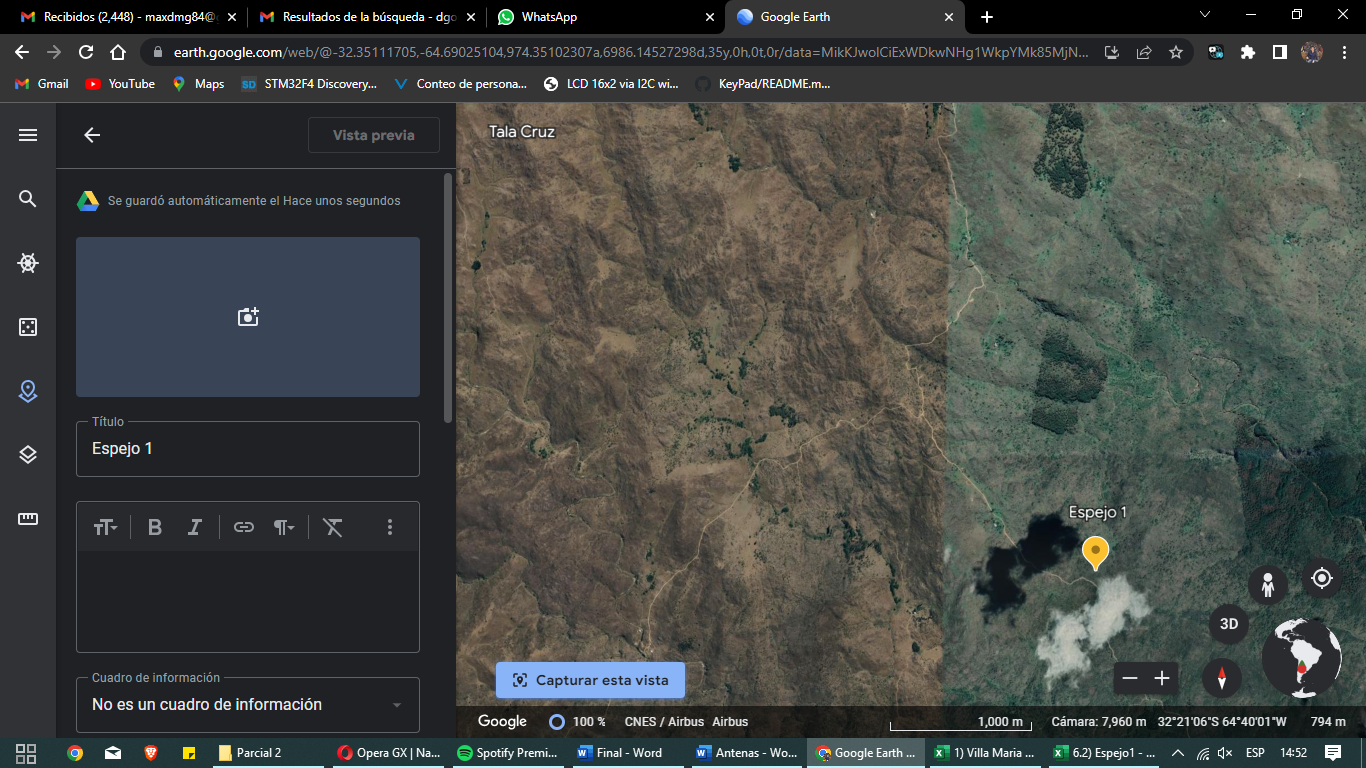 Recibidos (2,448) - maxdmg84@
Resultados de la búsqueda - dgo
WhatsApp
Google Earth
earth.google.com/web/@-32.35111705,-64.69025104,974.35102307a,6986.14527298d,35y,0h,0t,0r/data=MikKJwolCiExWDkwNHg1WkpYMk85MjN...
Gmail
YouTube
Maps
SD STM32F4 Discovery...
Conteo de persona...
LCD 16x2 via I2C wi...
KeyPad/README.m...
Vista previa
Se guardó automáticamente el Hace unos segundos
Título
Espejo 1
Cuadro de información
No es un cuadro de información
Tala Cruz
Espejo 1
3D
Capturar esta vista
Google
100 %
CNES / Airbus Airbus
1,000 m
Cámara: 7,960 m
32°21'06"S 64°40'01"W
794 m
Parcial 2
Opera GX | Na...
Spotify Premi...
Final - Word
Antenas - Wo...
Google Earth ...
1) Villa Maria ...
6.2) Espejo1 - ...
ESP
14:52